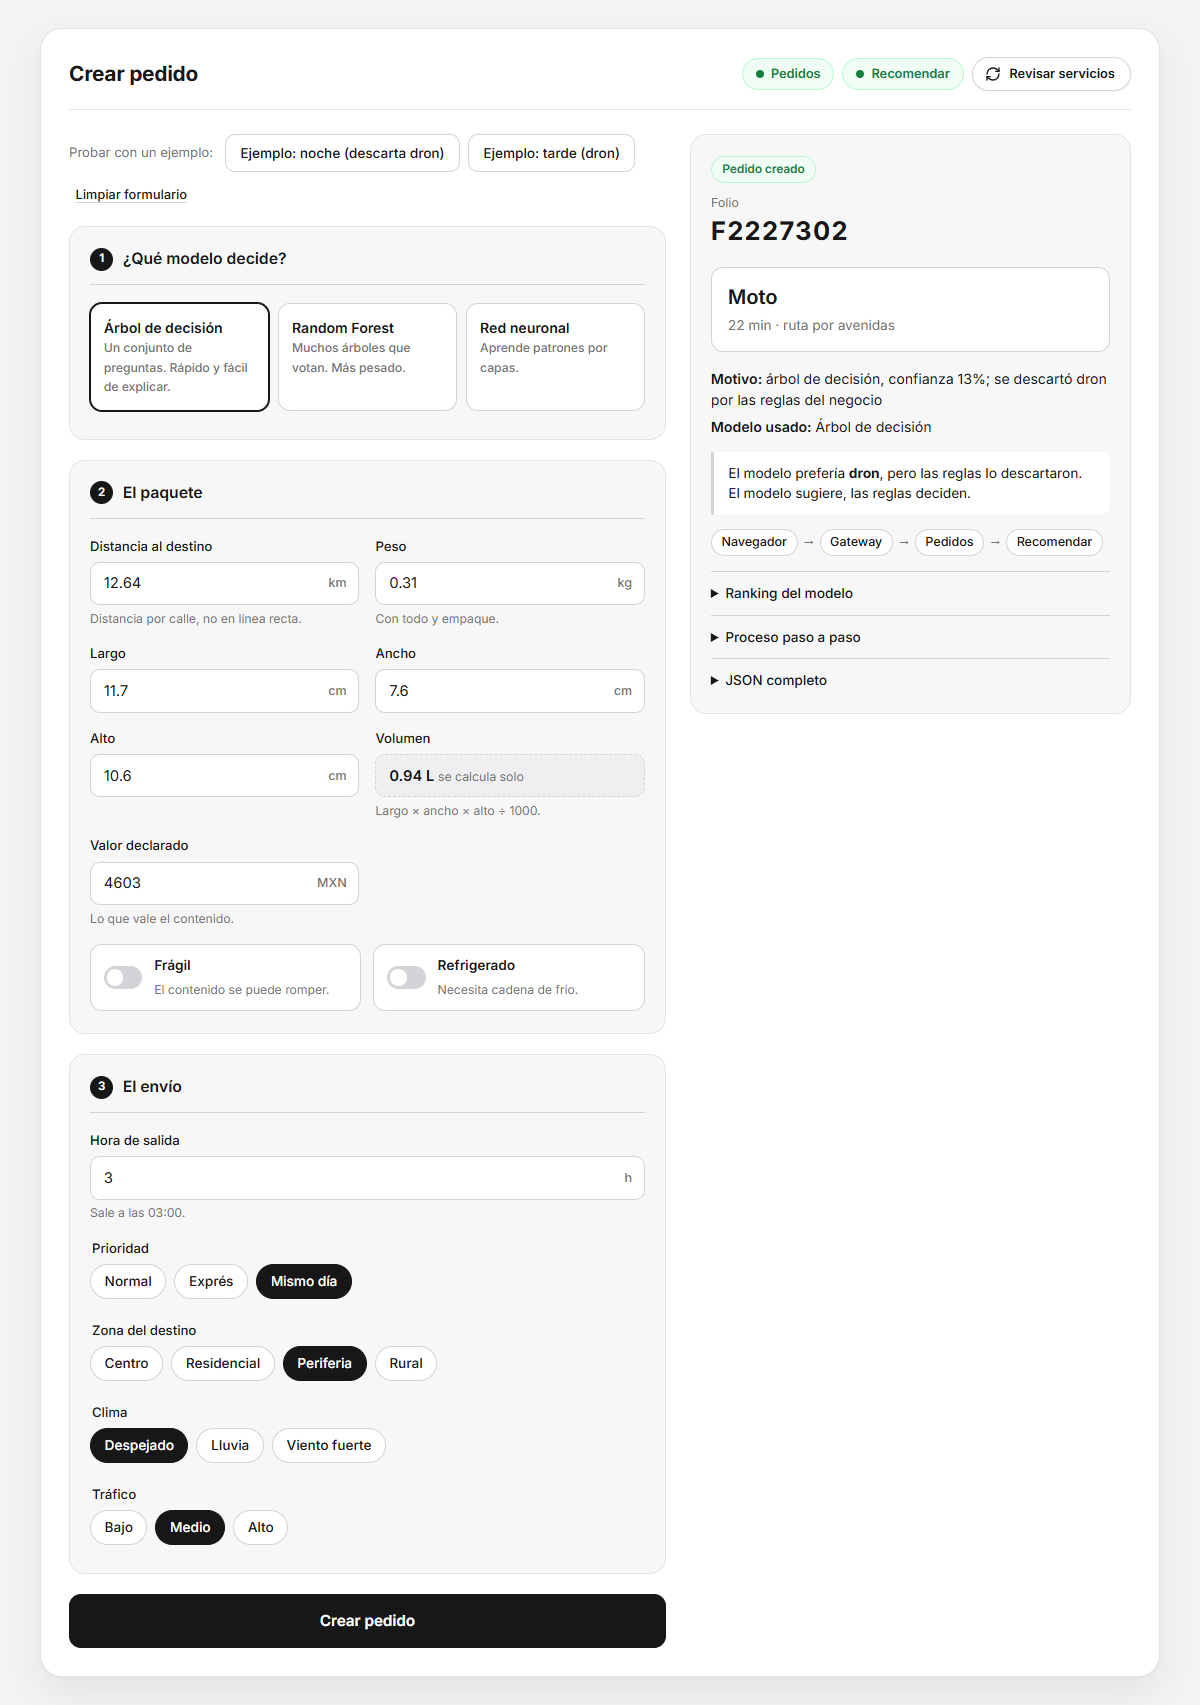 Crear pedido
Pedidos
Recomendar
Revisar servicios
Probar con un ejemplo:
Ejemplo: noche (descarta dron)
Ejemplo: tarde (dron)
Limpiar formulario
1 ¿Qué modelo decide?
Árbol de decisión
Un conjunto de
preguntas. Rápido y fácil
de explicar.
Random Forest
Muchos árboles que
votan. Más pesado.
Red neuronal
Aprende patrones por
capas.
2 El paquete
Distancia al destino
12.64 km
Distancia por calle, no en línea recta.
Peso
0.31 kg
Con todo y empaque.
Largo
11.7 cm
Ancho
7.6 cm
Alto
10.6 cm
Volumen
0.94 L se calcula solo
Largo × ancho × alto ÷ 1000.
Valor declarado
4603 MXN
Lo que vale el contenido.
Frágil
El contenido se puede romper.
Refrigerado
Necesita cadena de frío.
3 El envío
Hora de salida
3 h
Sale a las 03:00.
Prioridad
Normal
Exprés
Mismo día
Zona del destino
Centro
Residencial
Periferia
Rural
Clima
Despejado
Lluvia
Viento fuerte
Tráfico
Bajo
Medio
Alto
Crear pedido
Pedido creado
Folio
F2227302
Moto
22 min · ruta por avenidas
Motivo: árbol de decisión, confianza 13%; se descartó dron
por las reglas del negocio
Modelo usado: Árbol de decisión
El modelo prefería dron, pero las reglas lo descartaron.
El modelo sugiere, las reglas deciden.
Navegador → Gateway → Pedidos → Recomendar
▶ Ranking del modelo
▶ Proceso paso a paso
▶ JSON completo